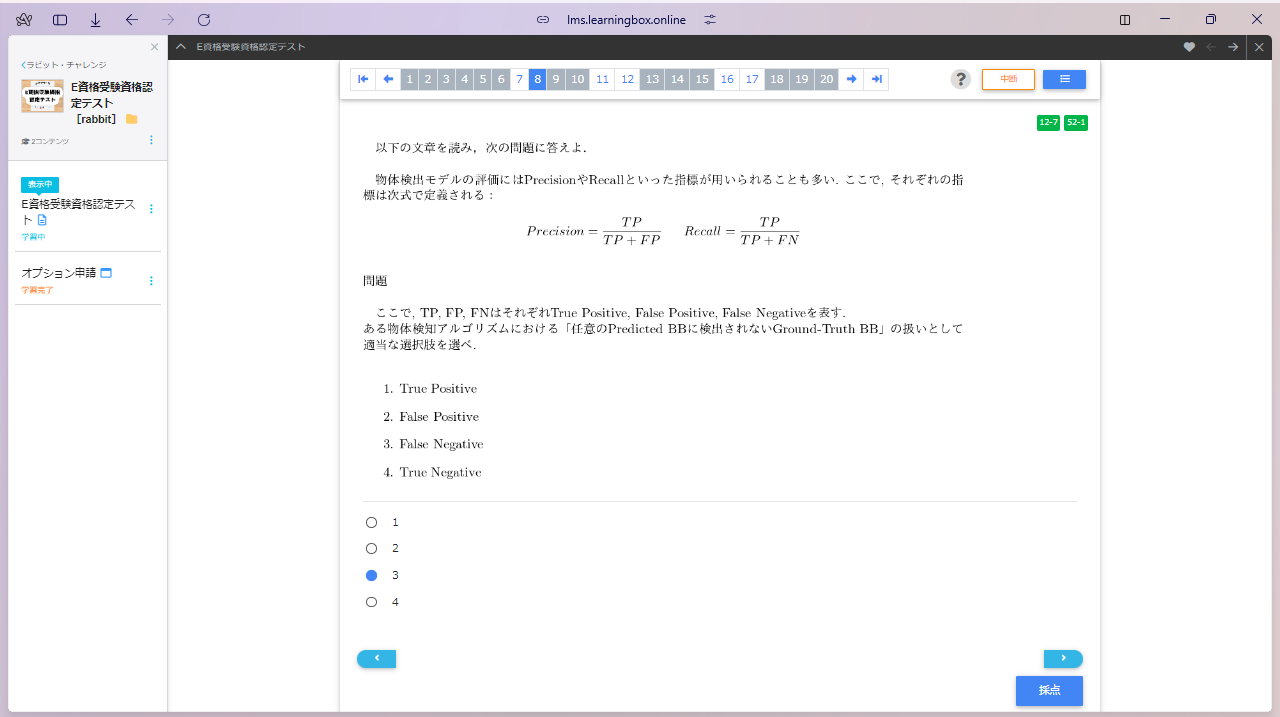 lms.learningbox.online
E資格受験資格認定テスト
ラビット・チャレンジ
E資格受験資格認定テスト
E資格受験資格認定テスト
［rabbit］
2コンテンツ
表示中
E資格受験資格認定テスト
学習中
オプション申請
学習完了
1 2 3 4 5 6 7 8 9 10 11 12 13 14 15 16 17 18 19 20
?
中断
12-7 52-1
以下の文章を読み，次の問題に答えよ．
物体検出モデルの評価にはPrecisionやRecallといった指標が用いられることも多い. ここで, それぞれの指
標は次式で定義される：
Precision = TP / (TP + FP) Recall = TP / (TP + FN)
問題
ここで, TP, FP, FNはそれぞれTrue Positive, False Positive, False Negativeを表す.
ある物体検知アルゴリズムにおける「任意のPredicted BBに検出されないGround-Truth BB」の扱いとして
適当な選択肢を選べ.
1. True Positive
2. False Positive
3. False Negative
4. True Negative
1
2
3
4
採点